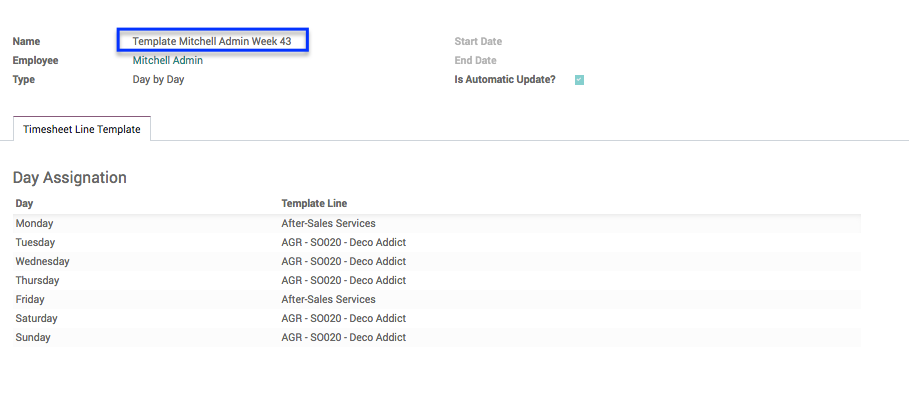 Name Template Mitchell Admin Week 43 Start Date
Employee Mitchell Admin End Date
Type Day by Day Is Automatic Update?
Timesheet Line Template
Day Assignation
Day Template Line
Monday After-Sales Services
Tuesday AGR - SO020 - Deco Addict
Wednesday AGR - SO020 - Deco Addict
Thursday AGR - SO020 - Deco Addict
Friday After-Sales Services
Saturday AGR - SO020 - Deco Addict
Sunday AGR - SO020 - Deco Addict